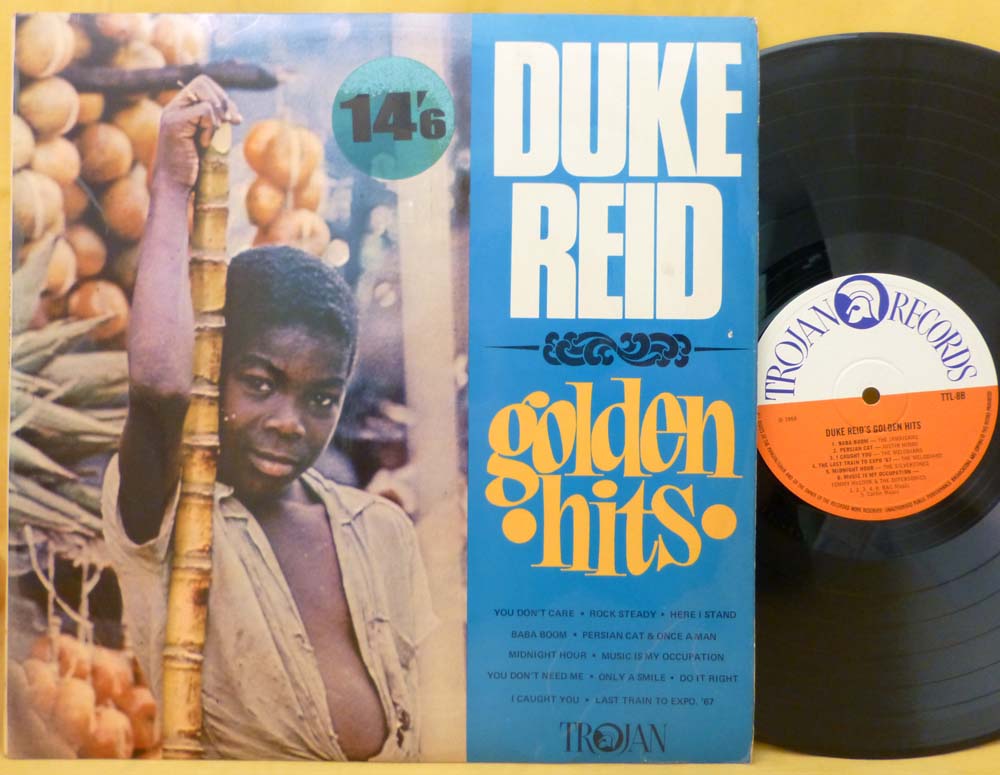 14'6
DUKE
REID
golden
hits
YOU DON'T CARE • ROCK STEADY • HERE I STAND
BABA BOOM • PERSIAN CAT & ONCE A MAN
MIDNIGHT HOUR • MUSIC IS MY OCCUPATION
YOU DON'T NEED ME • ONLY A SMILE • DO IT RIGHT
I CAUGHT YOU • LAST TRAIN TO EXPO. '67
TROJAN
TROJAN RECORDS
TTL-8B
DUKE REID'S GOLDEN HITS
1. BABA BOOM — THE JAMAICANS
2. PERSIAN CAT — JUSTIN HINDS
3. I CAUGHT YOU — THE MELODIANS
4. THE LAST TRAIN TO EXPO '67 — THE MELODIANS
5. MIDNIGHT HOUR — THE SILVERTONES
6. MUSIC IS MY OCCUPATION —
TOMMY McCOOK & THE SUPERSONICS